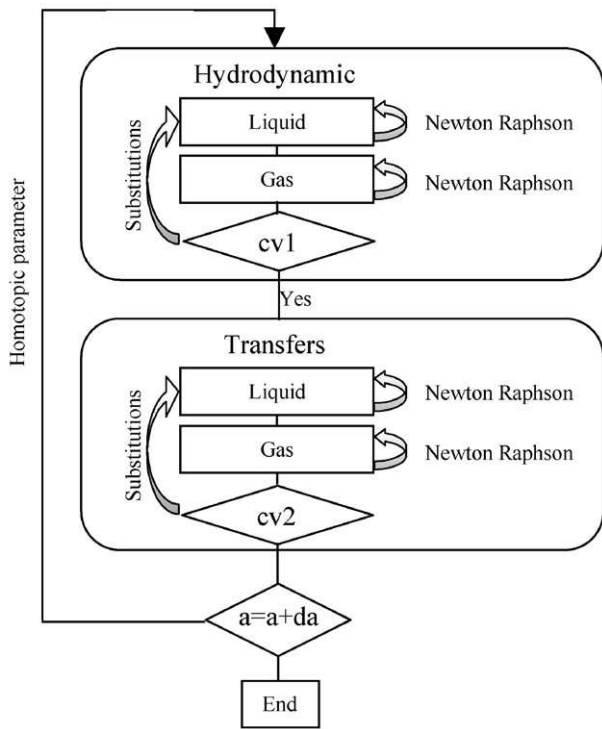 Hydrodynamic
Liquid
Newton Raphson
Substitutions
Gas
Newton Raphson
cv1
Yes
Homotopic parameter
Transfers
Liquid
Newton Raphson
Substitutions
Gas
Newton Raphson
cv2
a=a+da
End